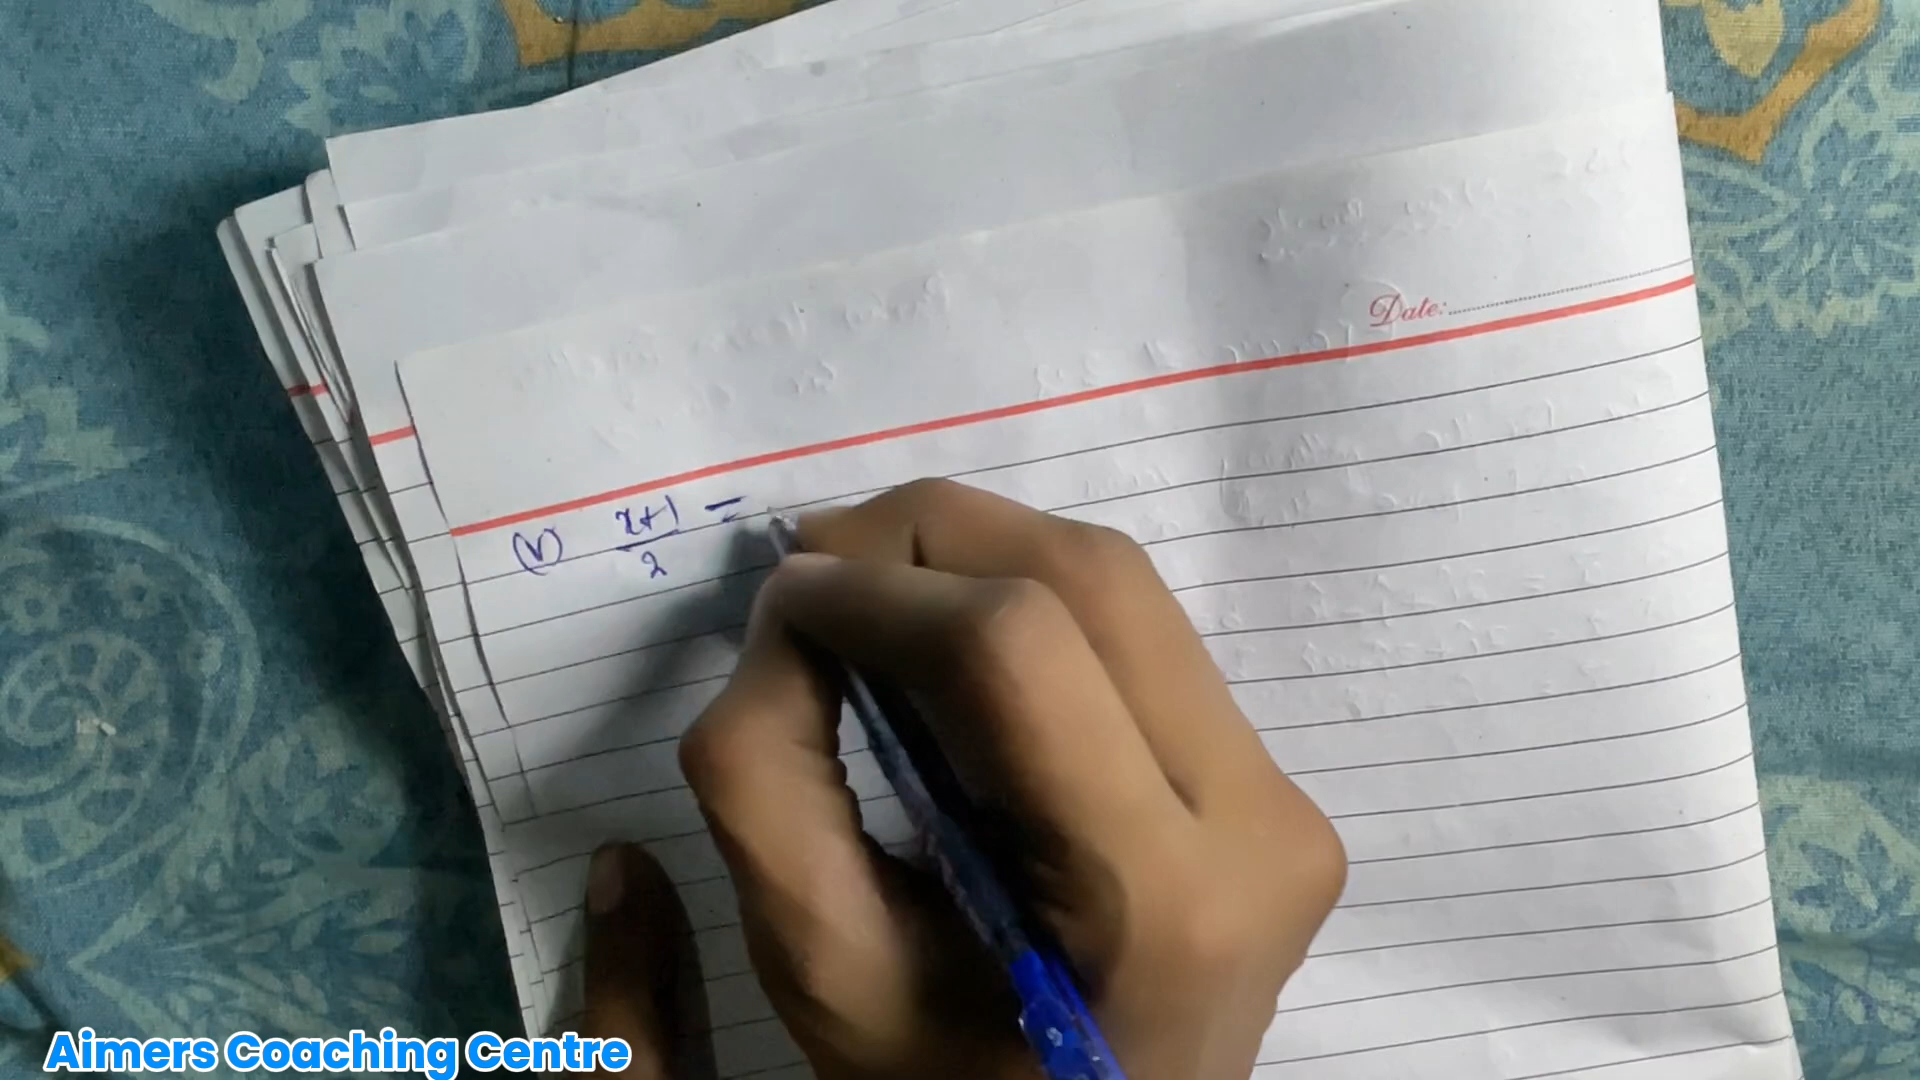 Date:
(v) x+1/2 =
Aimers Coaching Centre